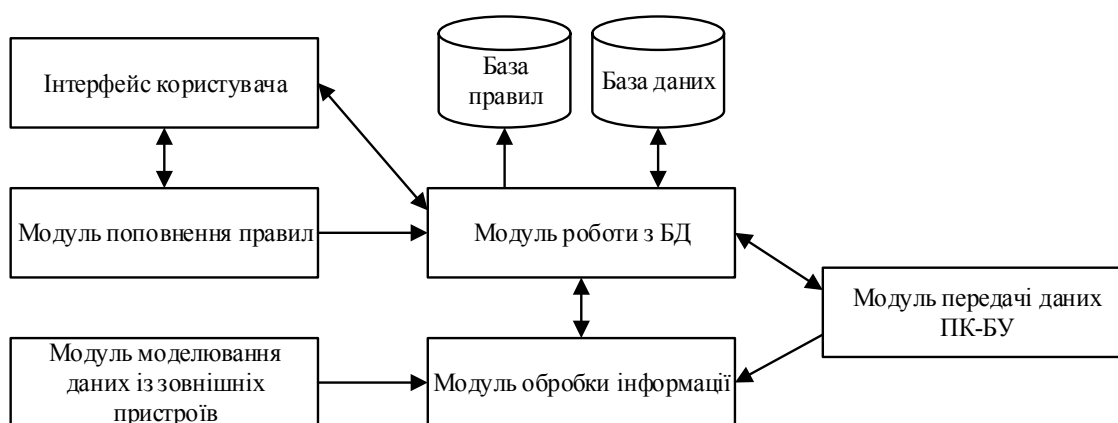 Інтерфейс користувача
База
правил
База даних
Модуль поповнення правил
Модуль роботи з БД
Модуль передачі даних
ПК-БУ
Модуль моделювання
даних із зовнішніх
пристроїв
Модуль обробки інформації